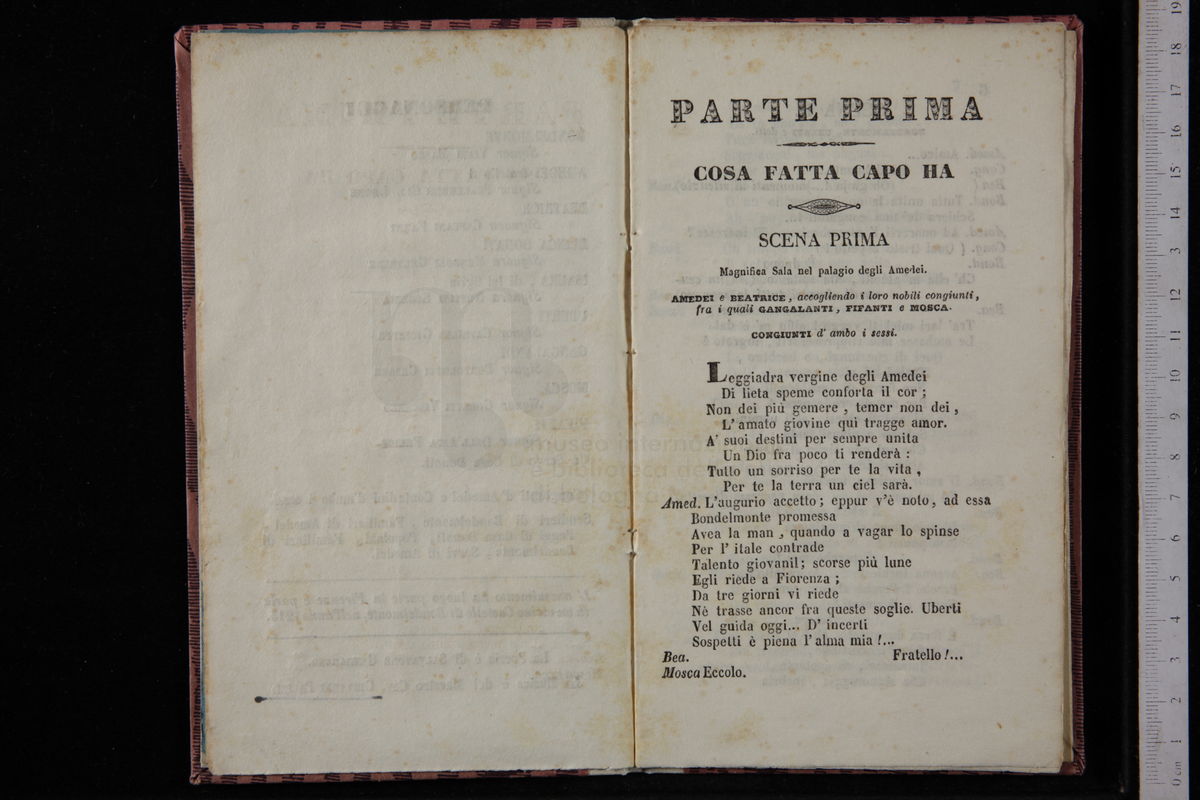 PARTE PRIMA
COSA FATTA CAPO HA
SCENA PRIMA
Magnifica Sala nel palagio degli Amedei.
AMEDEI e BEATRICE, accogliendo i loro nobili congiunti,
fra i quali GANGALANTI, FIFANTI e MOSCA.
CONGIUNTI d' ambo i sessi.
Leggiadra vergine degli Amedei
Di lieta speme conforta il cor ;
Non dei più gemere , temer non dei ,
L' amato giovine qui tragge amor.
A' suoi destini per sempre unita
Un Dio fra poco ti renderà :
Tutto un sorriso per te la vita ,
Per te la terra un ciel sarà.
Amed. L'augurio accetto ; eppur v'è noto, ad essa
Bondelmonte promessa
Avea la man , quando a vagar lo spinse
Per l' itale contrade
Talento giovanil; scorse più lune
Egli riede a Fiorenza ;
Da tre giorni vi riede
Nè trasse ancor fra queste soglie. Uberti
Vel guida oggi... D' incerti
Sospetti è piena l' alma mia !...
Bea. Fratello !...
Mosca Eccolo.
museo interna
biblioteca de